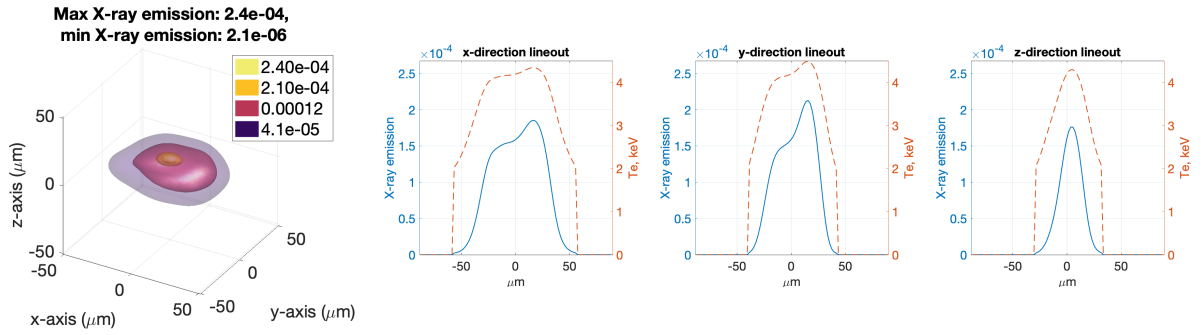 Max X-ray emission: 2.4e-04,
min X-ray emission: 2.1e-06
2.40e-04
2.10e-04
0.00012
4.1e-05
50
0
-50
z-axis (μm)
-50
0
50
x-axis (μm)
-50
0
50
y-axis (μm)
×10⁻⁴
x-direction lineout
2.5
2
1.5
1
0.5
0
X-ray emission
4
3
2
1
0
Te, keV
-50
0
50
μm
×10⁻⁴
y-direction lineout
2.5
2
1.5
1
0.5
0
X-ray emission
4
3
2
1
0
Te, keV
-50
0
50
μm
×10⁻⁴
z-direction lineout
2.5
2
1.5
1
0.5
0
X-ray emission
4
3
2
1
0
Te, keV
-50
0
50
μm